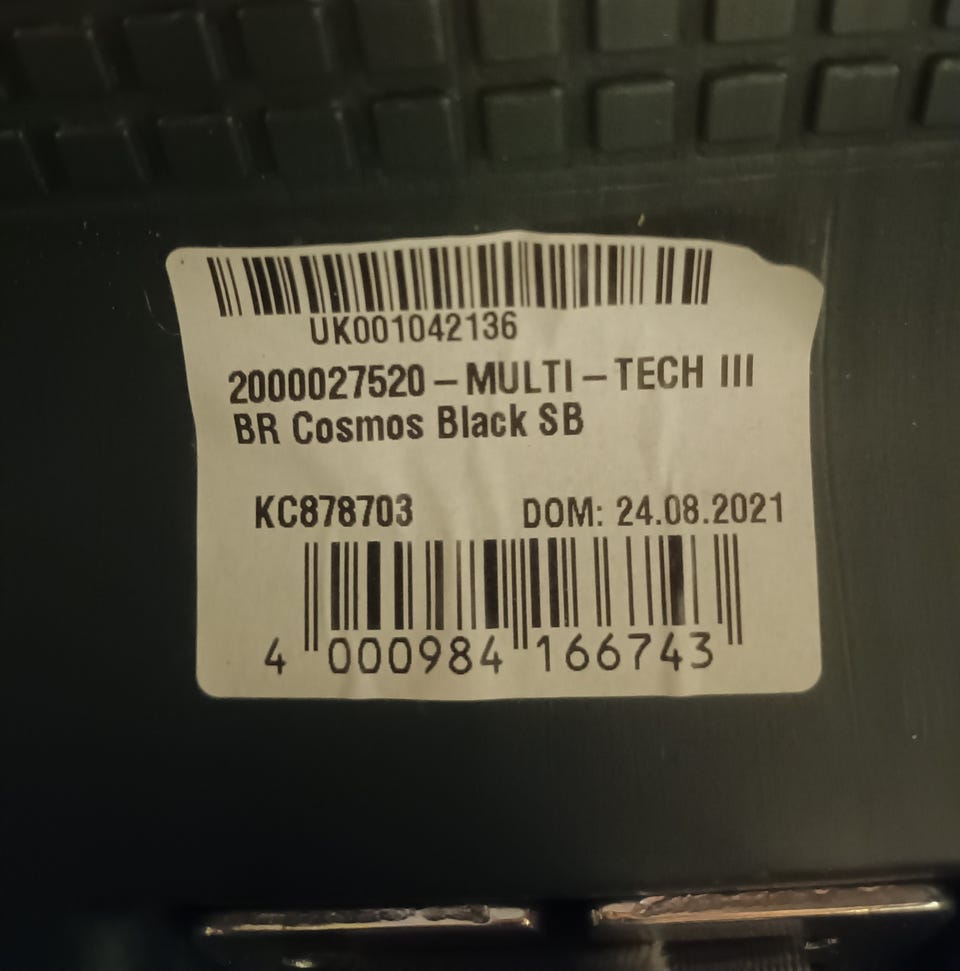 UK001042136
2000027520 – MULTI – TECH III
BR Cosmos Black SB
KC878703 DOM: 24.08.2021
4 000984 166743